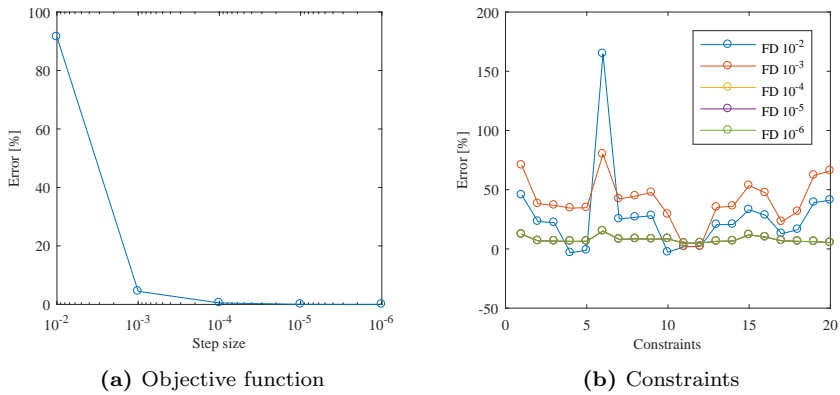 100
80
60
40
20
0
Error [%]
10-2 10-3 10-4 10-5 10-6
Step size
(a) Objective function
200
150
100
50
0
-50
Error [%]
FD 10-2
FD 10-3
FD 10-4
FD 10-5
FD 10-6
0 5 10 15 20
Constraints
(b) Constraints